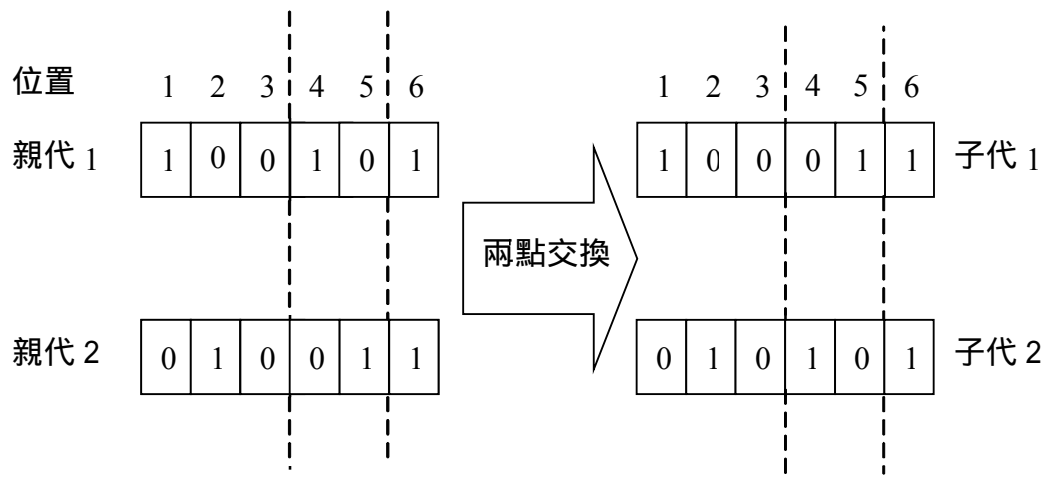 位置 1 2 3 4 5 6 1 2 3 4 5 6
親代 1 1 0 0 1 0 1 1 0 0 0 1 1 子代 1
兩點交換
親代 2 0 1 0 0 1 1 0 1 0 1 0 1 子代 2